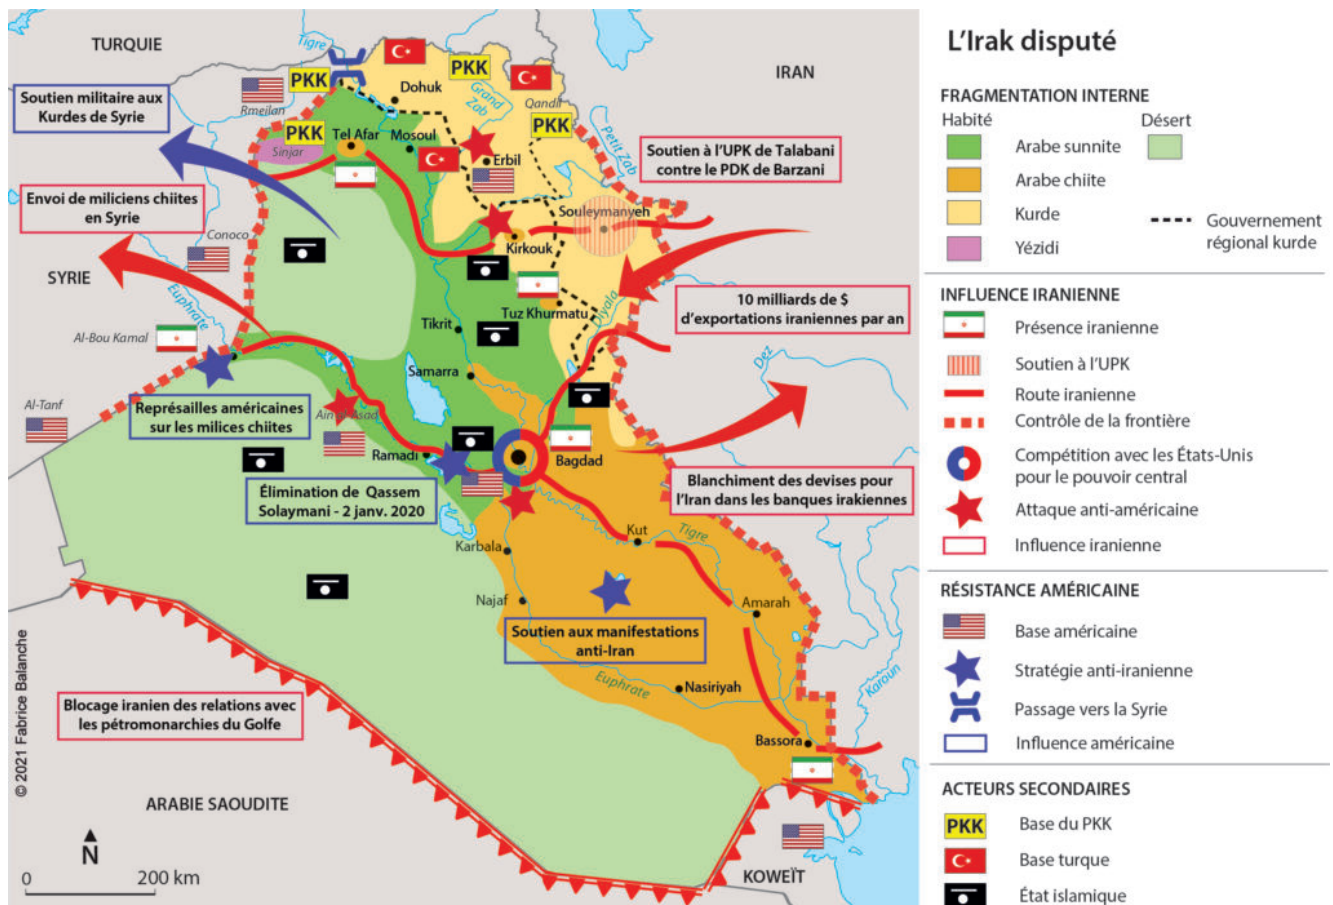 TURQUIE
Tigre
PKK
PKK
PKK
PKK
Dohuk
Grand
Zab
Qandil
IRAN
L'Irak disputé
Soutien militaire aux
Kurdes de Syrie
Rmeilan
Tel Afar
Mosoul
Sinjar
Erbil
Petit Zab
Soutien à l'UPK de Talabani
contre le PDK de Barzani
Envoi de miliciens chiites
en Syrie
Conoco
Souleymanyeh
Kirkouk
SYRIE
Euphrate
Al-Bou Kamal
Tikrit
Tuz Khurmatu
Diyala
10 milliards de $
d'exportations iraniennes par an
Dez
Samarra
Al-Tanf
Représailles américaines
sur les milices chiites
Ain al-Asad
Ramadi
Bagdad
Élimination de Qassem
Solaymani - 2 janv. 2020
Blanchiment des devises pour
l'Iran dans les banques irakiennes
Karbala
Kut
Tigre
Najaf
Amarah
Soutien aux manifestations
anti-Iran
Euphrate
Nasiriyah
Karoun
Blocage iranien des relations avec
les pétromonarchies du Golfe
Bassora
© 2021 Fabrice Balanche
ARABIE SAOUDITE
N
0 200 km
KOWEÏT
FRAGMENTATION INTERNE
Habité Désert
Arabe sunnite
Arabe chiite
Kurde
Yézidi
Gouvernement
régional kurde
INFLUENCE IRANIENNE
Présence iranienne
Soutien à l'UPK
Route iranienne
Contrôle de la frontière
Compétition avec les États-Unis
pour le pouvoir central
Attaque anti-américaine
Influence iranienne
RÉSISTANCE AMÉRICAINE
Base américaine
Stratégie anti-iranienne
Passage vers la Syrie
Influence américaine
ACTEURS SECONDAIRES
PKK Base du PKK
Base turque
État islamique